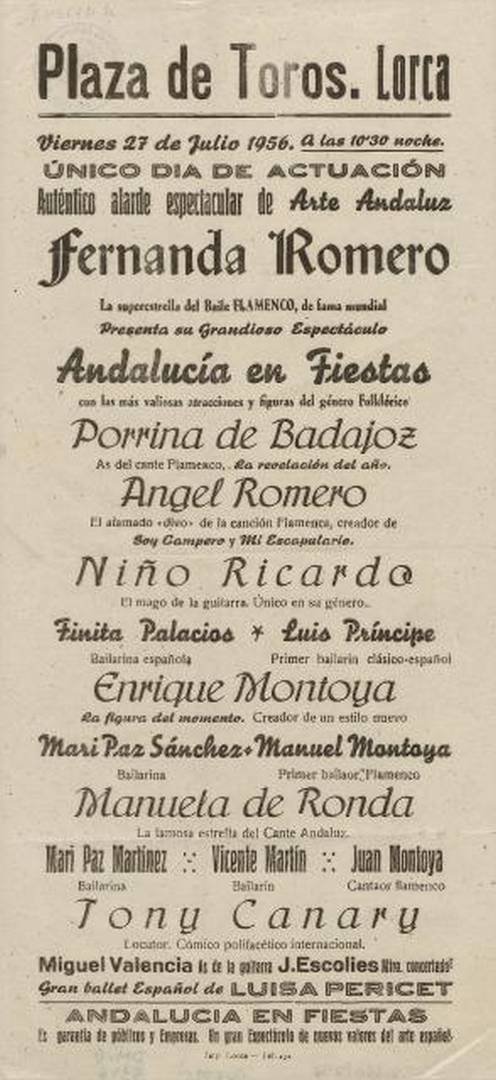 Plaza de Toros. Lorca
Viernes 27 de Julio 1956. A las 10'30 noche.
ÚNICO DIA DE ACTUACIÓN
Auténtico alarde espectacular de Arte Andaluz
Fernanda Romero
La superestrella del Baile FLAMENCO, de fama mundial
Presenta su Grandioso Espectáculo
Andalucía en Fiestas
con las más valiosas atracciones y figuras del género Folklórico
Porrina de Badajoz
As del cante Flamenco, La revelación del año.
Angel Romero
El afamado «divo» de la canción Flamenca, creador de
Soy Campero y Mi Escapulario.
Niño Ricardo
El mago de la guitarra. Único en su género.
Finita Palacios * Luis Príncipe
Bailarina española Primer bailarín clásico-español
Enrique Montoya
La figura del momento. Creador de un estilo nuevo
Mari Paz Sánchez * Manuel Montoya
Bailarina Primer bailaor Flamenco
Manuela de Ronda
La famosa estrella del Cante Andaluz.
Mari Paz Martínez Vicente Martín Juan Montoya
Bailarina Bailarín Cantaor flamenco
Tony Canary
Locutor. Cómico polifacético internacional.
Miguel Valencia As de la guitarra J.Escolies Mtro. concertador
Gran ballet Español de LUISA PERICET
ANDALUCIA EN FIESTAS
Es garantía de públicos y Empresas. Un gran Espectáculo de nuevos valores del arte español.